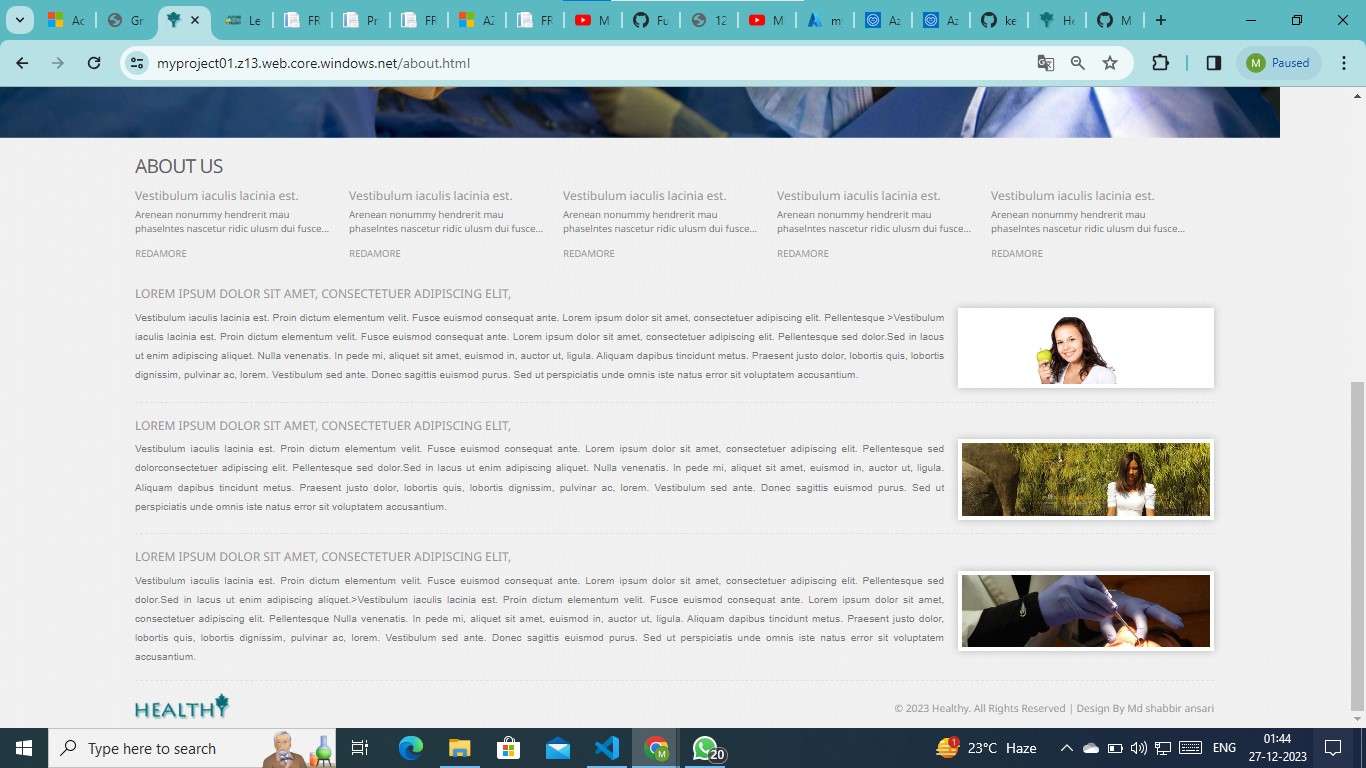 Ac
Gr
Le
FR
Pr
FR
AZ
FR
M
Fu
12
M
m
Az
Az
ke
He
M
myproject01.z13.web.core.windows.net/about.html
M
Paused
ABOUT US
Vestibulum iaculis lacinia est.
Arenean nonummy hendrerit mau
phaselntes nascetur ridic ulusm dui fusce...
REDAMORE
Vestibulum iaculis lacinia est.
Arenean nonummy hendrerit mau
phaselntes nascetur ridic ulusm dui fusce...
REDAMORE
Vestibulum iaculis lacinia est.
Arenean nonummy hendrerit mau
phaselntes nascetur ridic ulusm dui fusce...
REDAMORE
Vestibulum iaculis lacinia est.
Arenean nonummy hendrerit mau
phaselntes nascetur ridic ulusm dui fusce...
REDAMORE
Vestibulum iaculis lacinia est.
Arenean nonummy hendrerit mau
phaselntes nascetur ridic ulusm dui fusce...
REDAMORE
LOREM IPSUM DOLOR SIT AMET, CONSECTETUER ADIPISCING ELIT,
Vestibulum iaculis lacinia est. Proin dictum elementum velit. Fusce euismod consequat ante. Lorem ipsum dolor sit amet, consectetuer adipiscing elit. Pellentesque >Vestibulum
iaculis lacinia est. Proin dictum elementum velit. Fusce euismod consequat ante. Lorem ipsum dolor sit amet, consectetuer adipiscing elit. Pellentesque sed dolor.Sed in lacus
ut enim adipiscing aliquet. Nulla venenatis. In pede mi, aliquet sit amet, euismod in, auctor ut, ligula. Aliquam dapibus tincidunt metus. Praesent justo dolor, lobortis quis, lobortis
dignissim, pulvinar ac, lorem. Vestibulum sed ante. Donec sagittis euismod purus. Sed ut perspiciatis unde omnis iste natus error sit voluptatem accusantium.
LOREM IPSUM DOLOR SIT AMET, CONSECTETUER ADIPISCING ELIT,
Vestibulum iaculis lacinia est. Proin dictum elementum velit. Fusce euismod consequat ante. Lorem ipsum dolor sit amet, consectetuer adipiscing elit. Pellentesque sed
dolorconsectetuer adipiscing elit. Pellentesque sed dolor.Sed in lacus ut enim adipiscing aliquet. Nulla venenatis. In pede mi, aliquet sit amet, euismod in, auctor ut, ligula.
Aliquam dapibus tincidunt metus. Praesent justo dolor, lobortis quis, lobortis dignissim, pulvinar ac, lorem. Vestibulum sed ante. Donec sagittis euismod purus. Sed ut
perspiciatis unde omnis iste natus error sit voluptatem accusantium.
LOREM IPSUM DOLOR SIT AMET, CONSECTETUER ADIPISCING ELIT,
Vestibulum iaculis lacinia est. Proin dictum elementum velit. Fusce euismod consequat ante. Lorem ipsum dolor sit amet, consectetuer adipiscing elit. Pellentesque sed
dolor.Sed in lacus ut enim adipiscing aliquet.>Vestibulum iaculis lacinia est. Proin dictum elementum velit. Fusce euismod consequat ante. Lorem ipsum dolor sit amet,
consectetuer adipiscing elit. Pellentesque Nulla venenatis. In pede mi, aliquet sit amet, euismod in, auctor ut, ligula. Aliquam dapibus tincidunt metus. Praesent justo dolor,
lobortis quis, lobortis dignissim, pulvinar ac, lorem. Vestibulum sed ante. Donec sagittis euismod purus. Sed ut perspiciatis unde omnis iste natus error sit voluptatem
accusantium.
HEALTHY
© 2023 Healthy. All Rights Reserved | Design By Md shabbir ansari
Type here to search
M
20
1
23°C Haze
ENG
01:44
27-12-2023